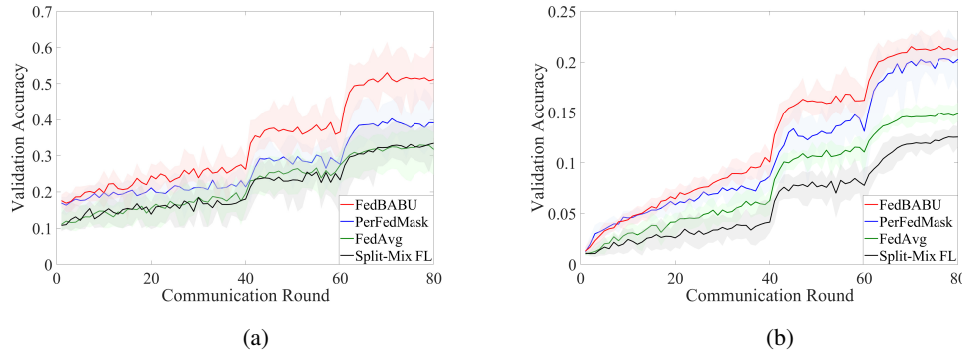 0.7
0.6
0.5
0.4
0.3
0.2
0.1
0
Validation Accuracy
0 20 40 60 80
Communication Round
FedBABU
PerFedMask
FedAvg
Split-Mix FL
(a)
0.25
0.2
0.15
0.1
0.05
0
Validation Accuracy
0 20 40 60 80
Communication Round
FedBABU
PerFedMask
FedAvg
Split-Mix FL
(b)